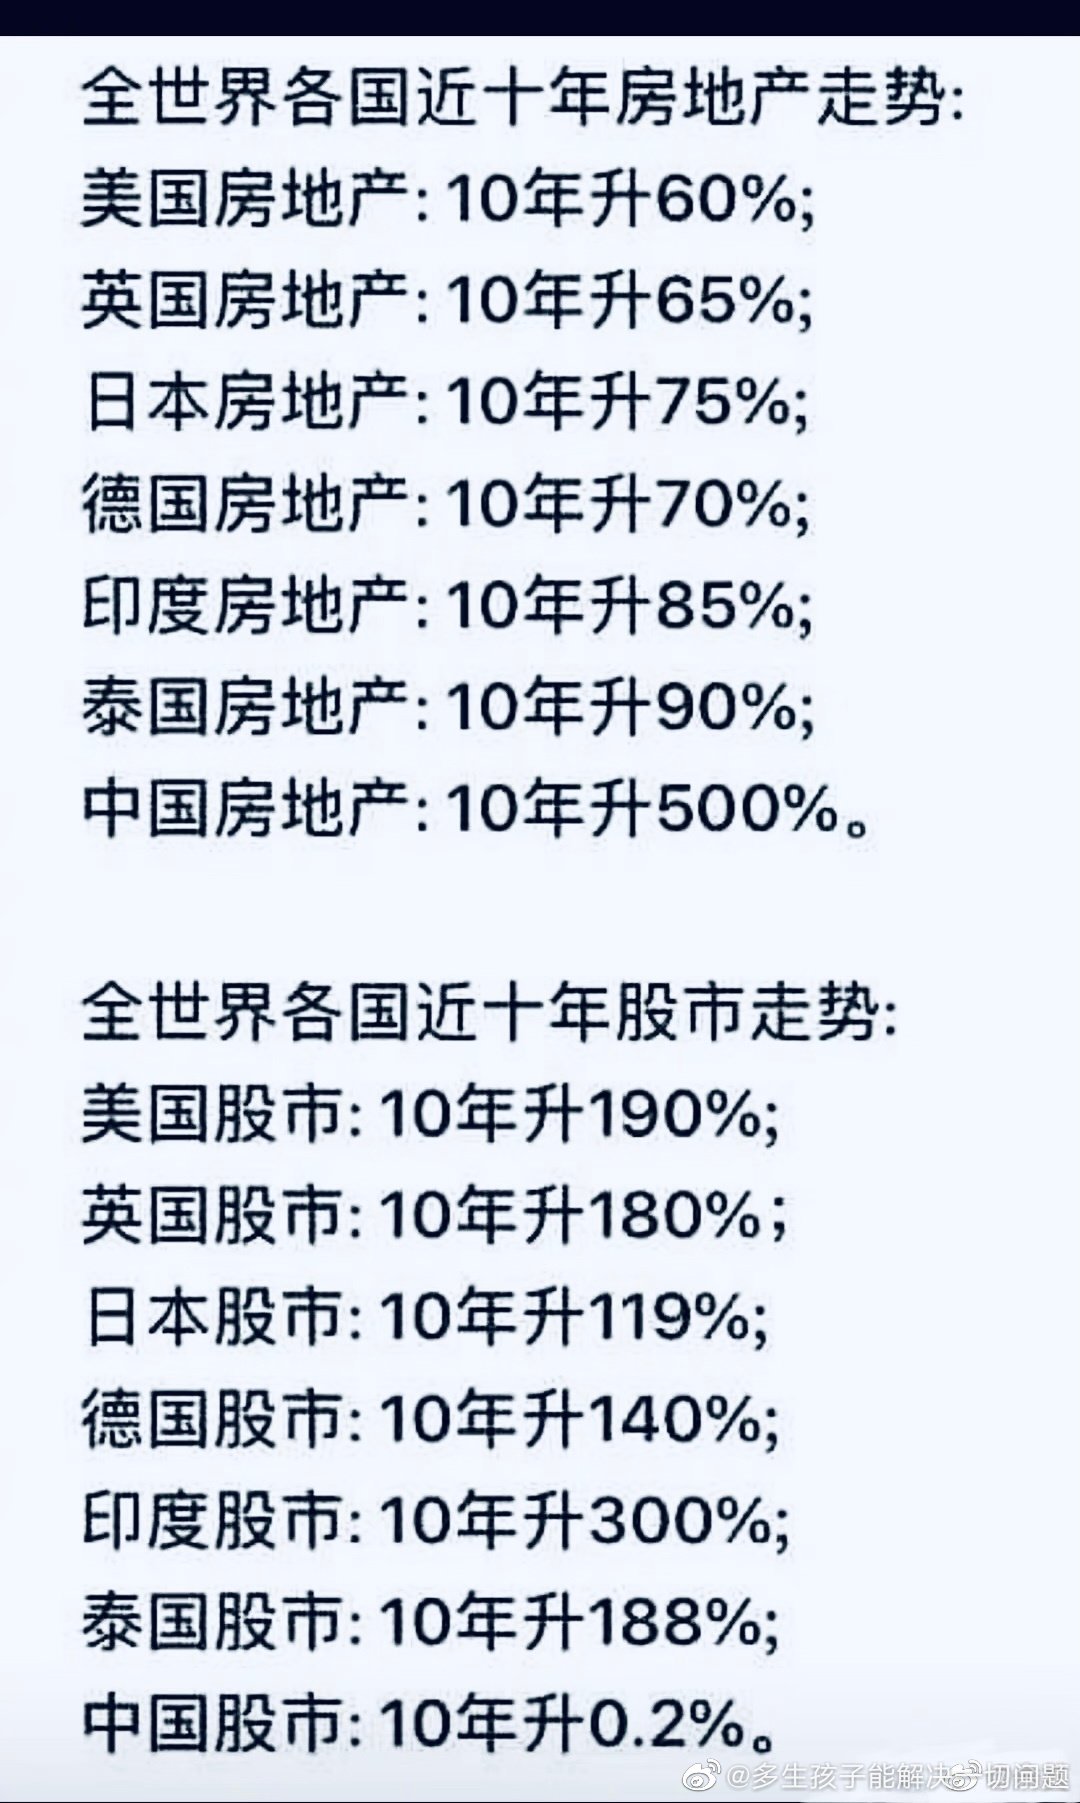 全世界各国近十年房地产走势:
美国房地产: 10年升60%;
英国房地产: 10年升65%;
日本房地产: 10年升75%;
德国房地产: 10年升70%;
印度房地产: 10年升85%;
泰国房地产: 10年升90%;
中国房地产: 10年升500%。
全世界各国近十年股市走势:
美国股市: 10年升190%;
英国股市: 10年升180%;
日本股市: 10年升119%;
德国股市: 10年升140%;
印度股市: 10年升300%;
泰国股市: 10年升188%;
中国股市: 10年升0.2%。
@多生孩子能解决一切问题